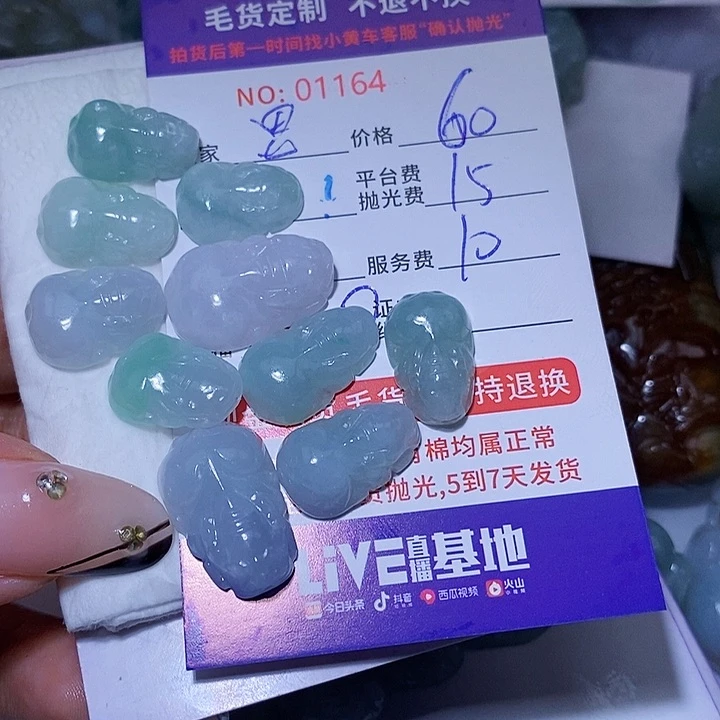 毛货定制 不退不换
拍货后第一时间找小黄车客服“确认抛光”
NO: 01164
家 价格 60
平台费
抛光费 15
服务费 10
证
毛货 持退换
棉均属正常
抛光,5到7天发货
LiVE直播基地
今日头条 抖音 西瓜视频 火山